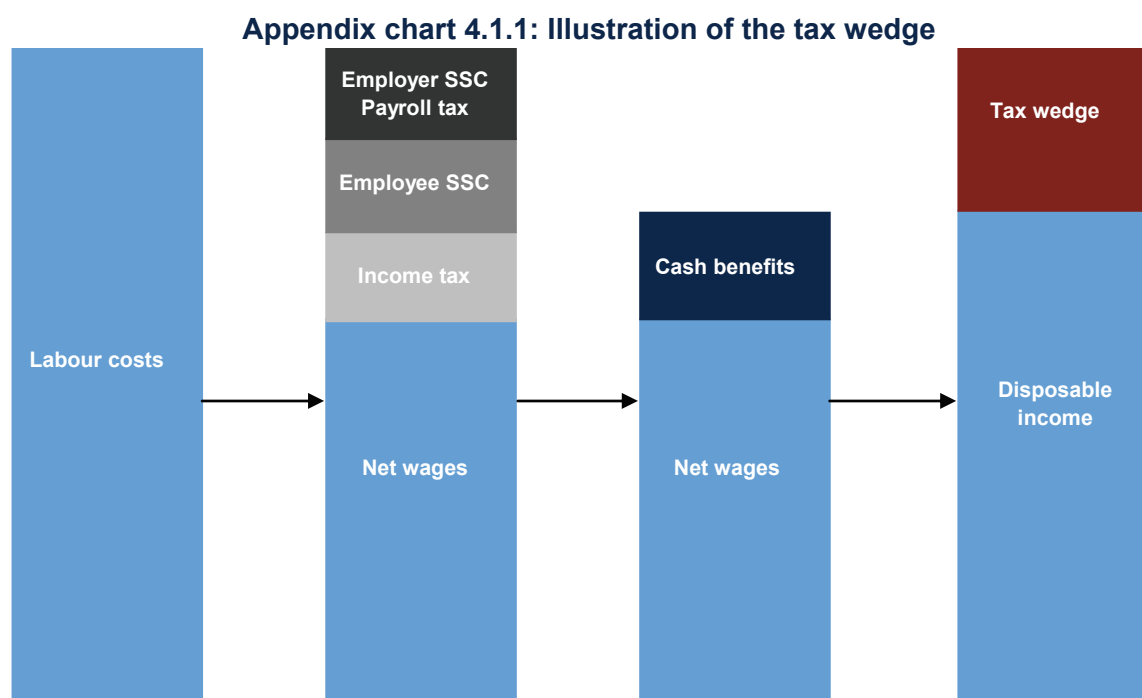 Appendix chart 4.1.1: Illustration of the tax wedge
Labour costs
Employer SSC
Payroll tax
Employee SSC
Income tax
Net wages
Cash benefits
Net wages
Tax wedge
Disposable
income